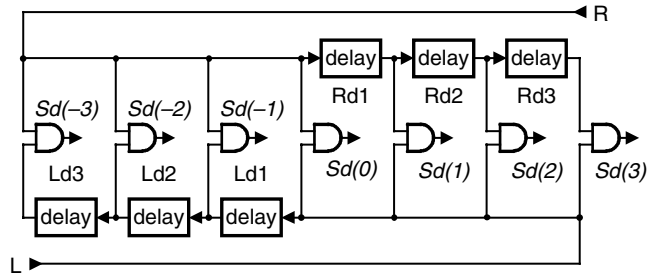 R
delay delay delay
Rd1 Rd2 Rd3
Sd(–3) Sd(–2) Sd(–1)
Sd(0) Sd(1) Sd(2) Sd(3)
Ld3 Ld2 Ld1
delay delay delay
L